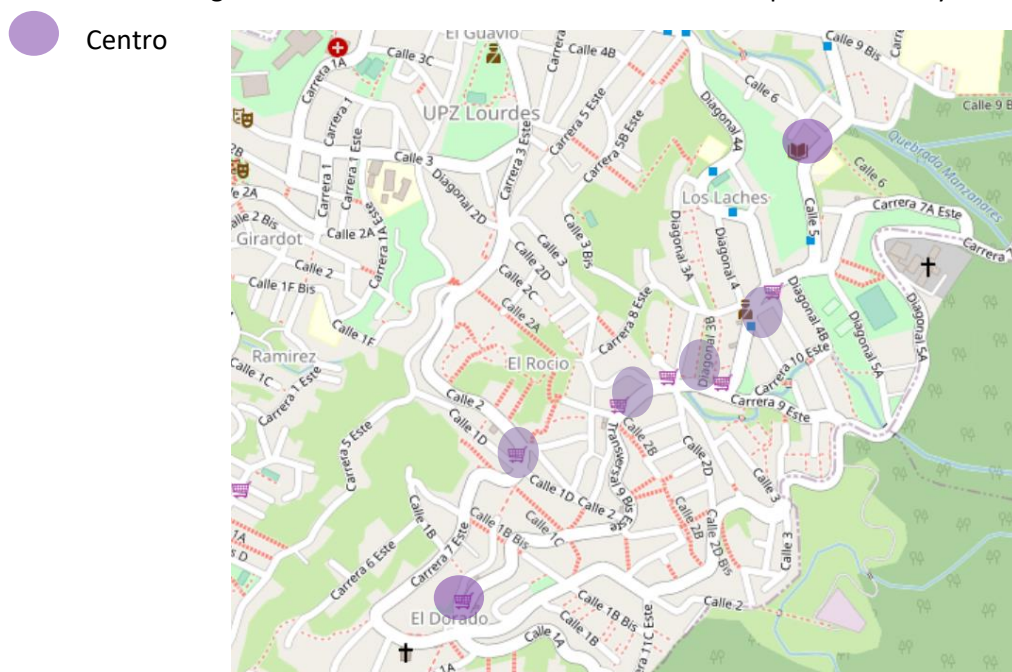 Centro
El Guavio
Calle 3C
Calle 4B
Calle 9 Bis
Carrera 1A
Calle 6
Carrera 1
UPZ Lourdes
Carrera 5 Este
Diagonal 4A
Calle 9 B
Carrera 3 Este
Carrera 5B Este
Quebrada Manzanares
Calle 3
Carrera 1 Este
Calle 6
2B
Carrera 1
Diagonal 2D
Los Laches
Calle 5
Carrera 7A Este
Calle 2 Bis
Calle 2A
Carrera 1A Este
Calle 3
Calle 3 Bis
Diagonal 3A
Diagonal 4
Girardot
Calle 2
Calle 2D
Calle 1F Bis
Calle 2C
Carrera 8 Este
Diagonal 4B
Diagonal 5A
Diagonal 5A
Calle 2A
Calle 1F
Diagonal 3B
Ramirez
El Rocio
Calle 1C
Carrera 10 Este
Carrera 1 Este
Calle 2
Carrera 9 Este
Carrera 5 Este
Calle 1D
Calle 2B
Transversal 9 Bis Este
Calle 2D
Calle 3
Calle 1D
Calle 2
Calle 1B
Calle 1B Bis
Calle 1C
Calle 2B
Calle 2D Bis
1A
Calle 3
Carrera 6 Este
Carrera 7 Este
Calle 2
El Dorado
Calle 1B Bis
Calle 1B
Calle 1A
1A